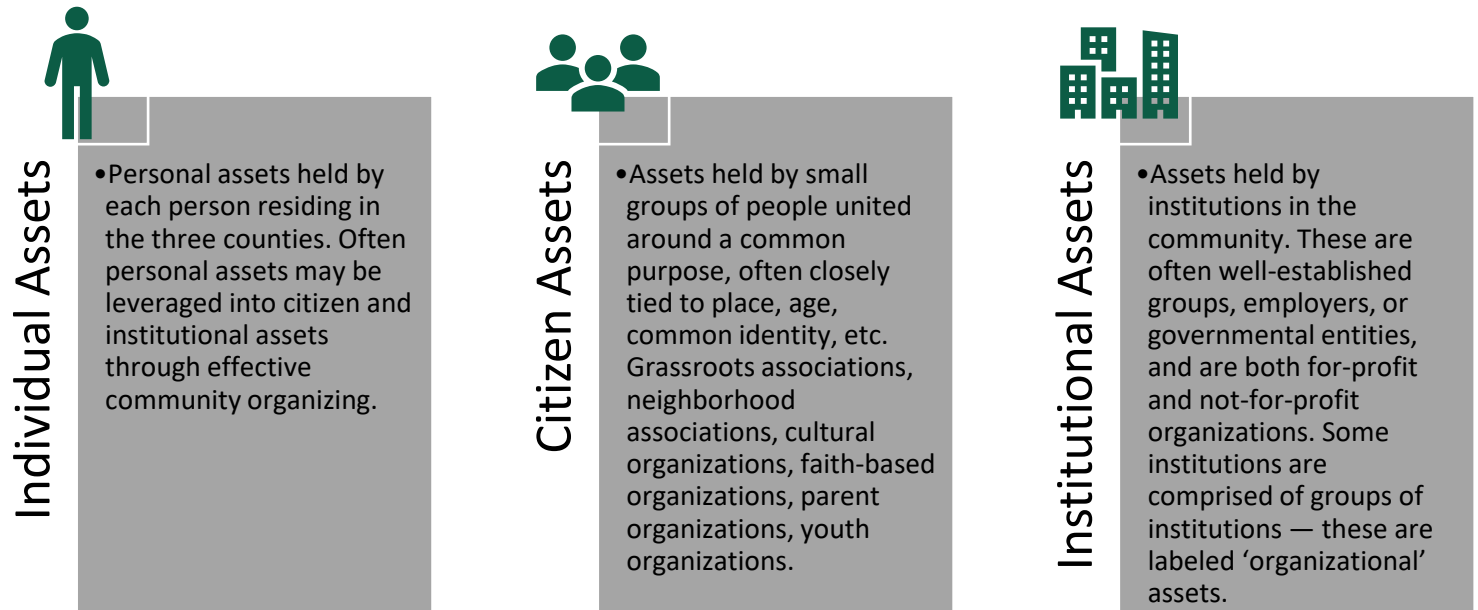 Individual Assets
•Personal assets held by
each person residing in
the three counties. Often
personal assets may be
leveraged into citizen and
institutional assets
through effective
community organizing.
Citizen Assets
•Assets held by small
groups of people united
around a common
purpose, often closely
tied to place, age,
common identity, etc.
Grassroots associations,
neighborhood
associations, cultural
organizations, faith-based
organizations, parent
organizations, youth
organizations.
Institutional Assets
•Assets held by
institutions in the
community. These are
often well-established
groups, employers, or
governmental entities,
and are both for-profit
and not-for-profit
organizations. Some
institutions are
comprised of groups of
institutions — these are
labeled ‘organizational’
assets.